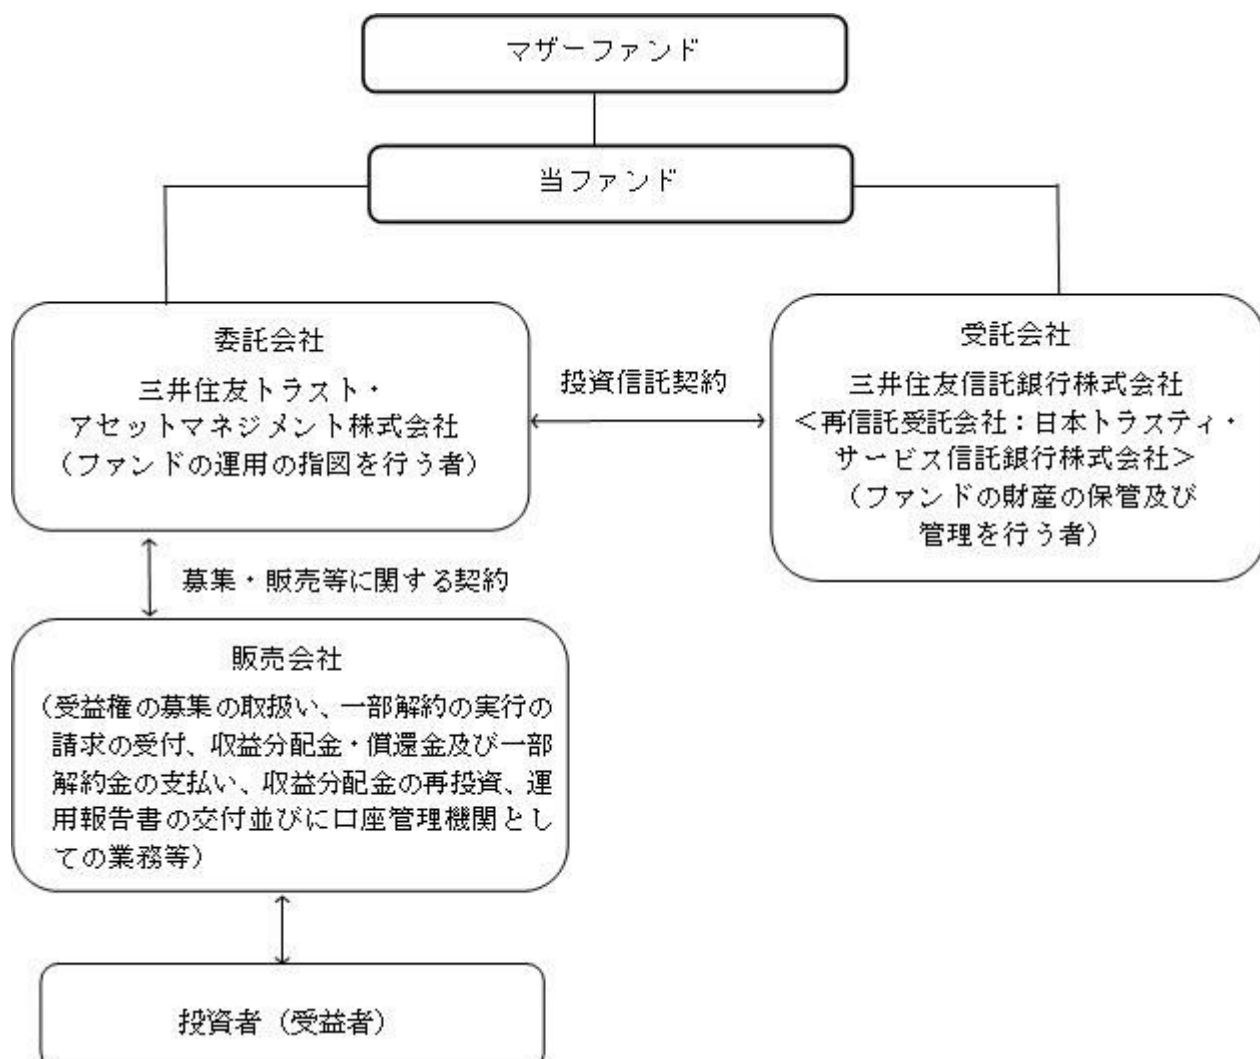 マザーファンド
当ファンド
委託会社
三井住友トラスト・
アセットマネジメント株式会社
（ファンドの運用の指図を行う者）
投資信託契約
受託会社
三井住友信託銀行株式会社
＜再信託受託会社：日本トラスティ・
サービス信託銀行株式会社＞
（ファンドの財産の保管及び
管理を行う者）
募集・販売等に関する契約
販売会社
（受益権の募集の取扱い、一部解約の実行の
請求の受付、収益分配金・償還金及び一部
解約金の支払い、収益分配金の再投資、運
用報告書の交付並びに口座管理機関とし
ての業務等）
投資者（受益者）